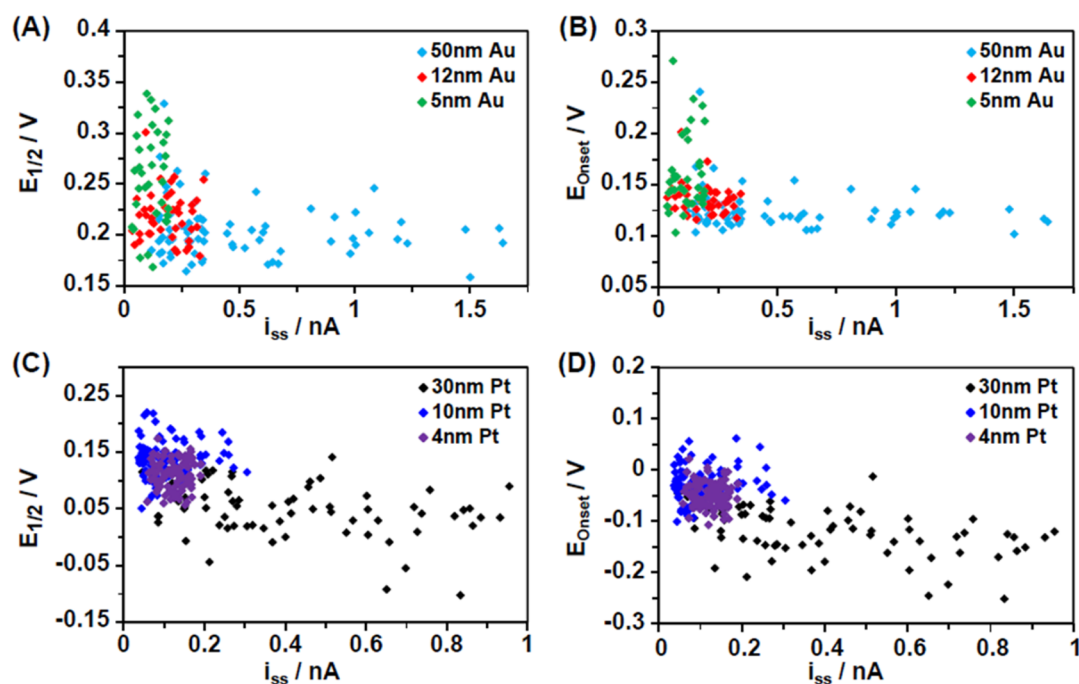 (A)
0.4
0.35
0.3
0.25
0.2
0.15
E1/2 / V
50nm Au
12nm Au
5nm Au
0 0.5 1 1.5
iss / nA
(B)
0.3
0.25
0.2
0.15
0.1
0.05
EOnset / V
50nm Au
12nm Au
5nm Au
0 0.5 1 1.5
iss / nA
(C)
0.25
0.15
0.05
-0.05
-0.15
E1/2 / V
30nm Pt
10nm Pt
4nm Pt
0 0.2 0.4 0.6 0.8 1
iss / nA
(D)
0.2
0.1
0
-0.1
-0.2
-0.3
EOnset / V
30nm Pt
10nm Pt
4nm Pt
0 0.2 0.4 0.6 0.8 1
iss / nA